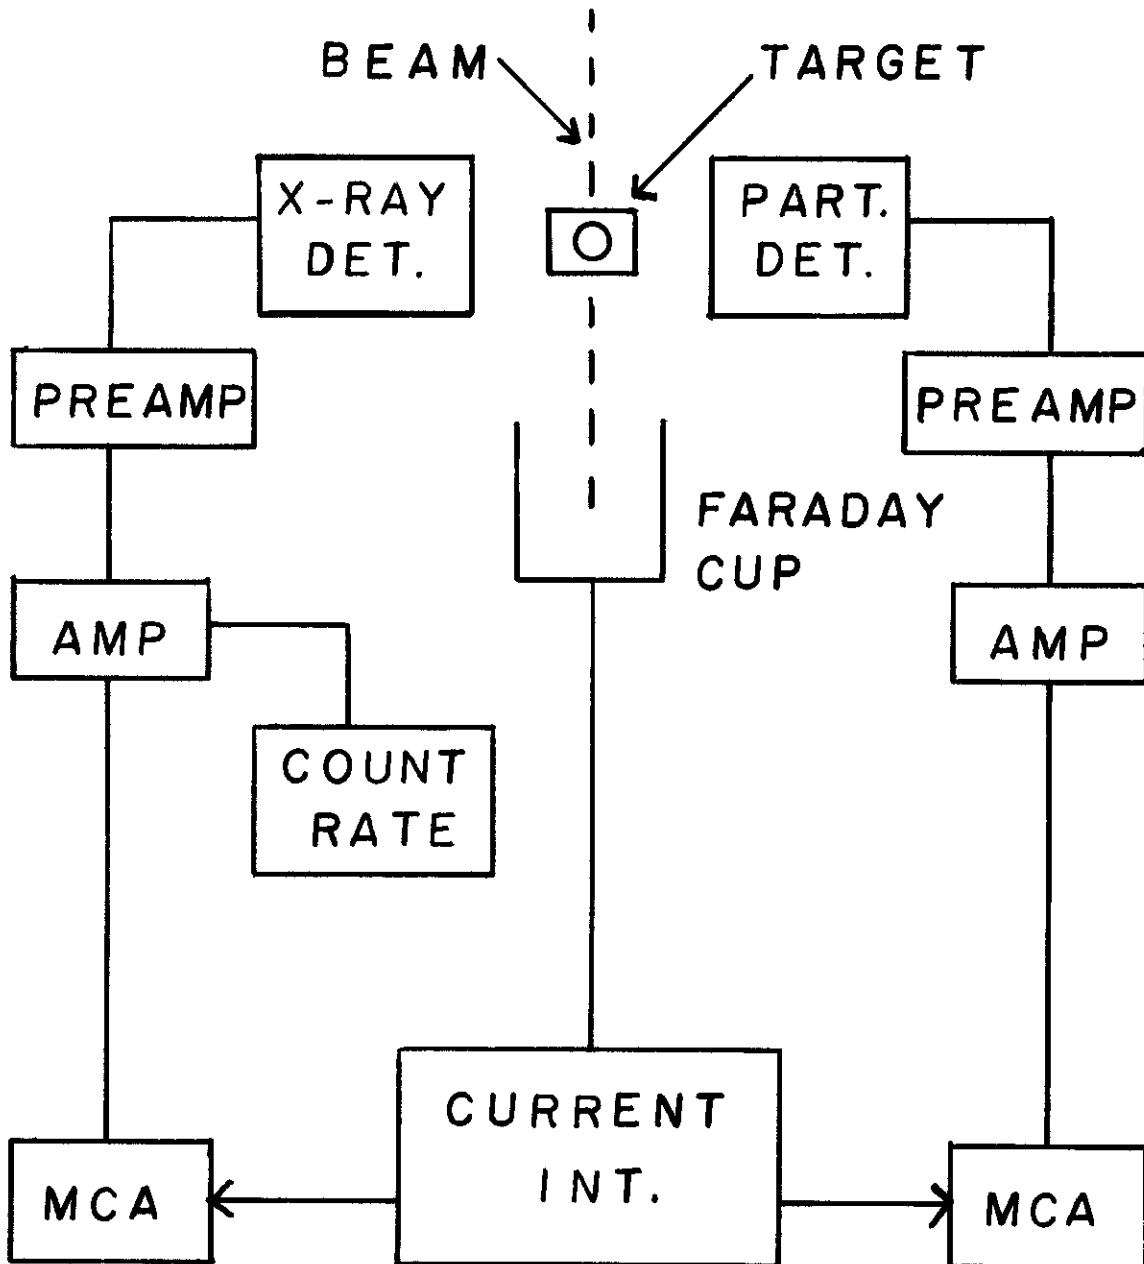 BEAM
TARGET
X-RAY
DET.
PART.
DET.
PREAMP
PREAMP
FARADAY
CUP
AMP
AMP
COUNT
RATE
CURRENT
INT.
MCA
MCA